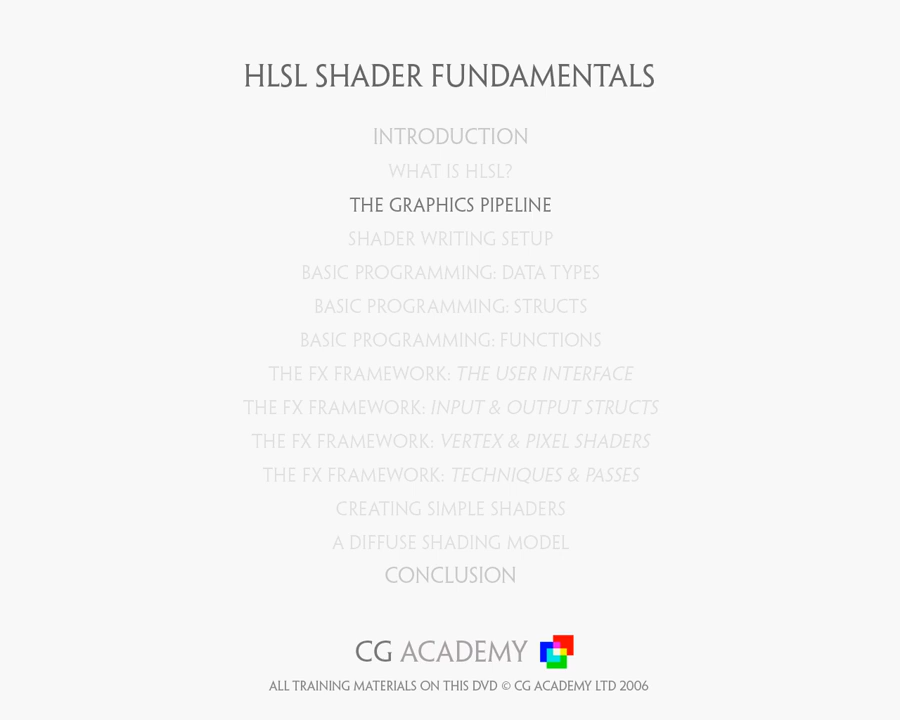 HLSL SHADER FUNDAMENTALS
INTRODUCTION
WHAT IS HLSL?
THE GRAPHICS PIPELINE
SHADER WRITING SETUP
BASIC PROGRAMMING: DATA TYPES
BASIC PROGRAMMING: STRUCTS
BASIC PROGRAMMING: FUNCTIONS
THE FX FRAMEWORK: THE USER INTERFACE
THE FX FRAMEWORK: INPUT & OUTPUT STRUCTS
THE FX FRAMEWORK: VERTEX & PIXEL SHADERS
THE FX FRAMEWORK: TECHNIQUES & PASSES
CREATING SIMPLE SHADERS
A DIFFUSE SHADING MODEL
CONCLUSION
CG ACADEMY
ALL TRAINING MATERIALS ON THIS DVD © CG ACADEMY LTD 2006